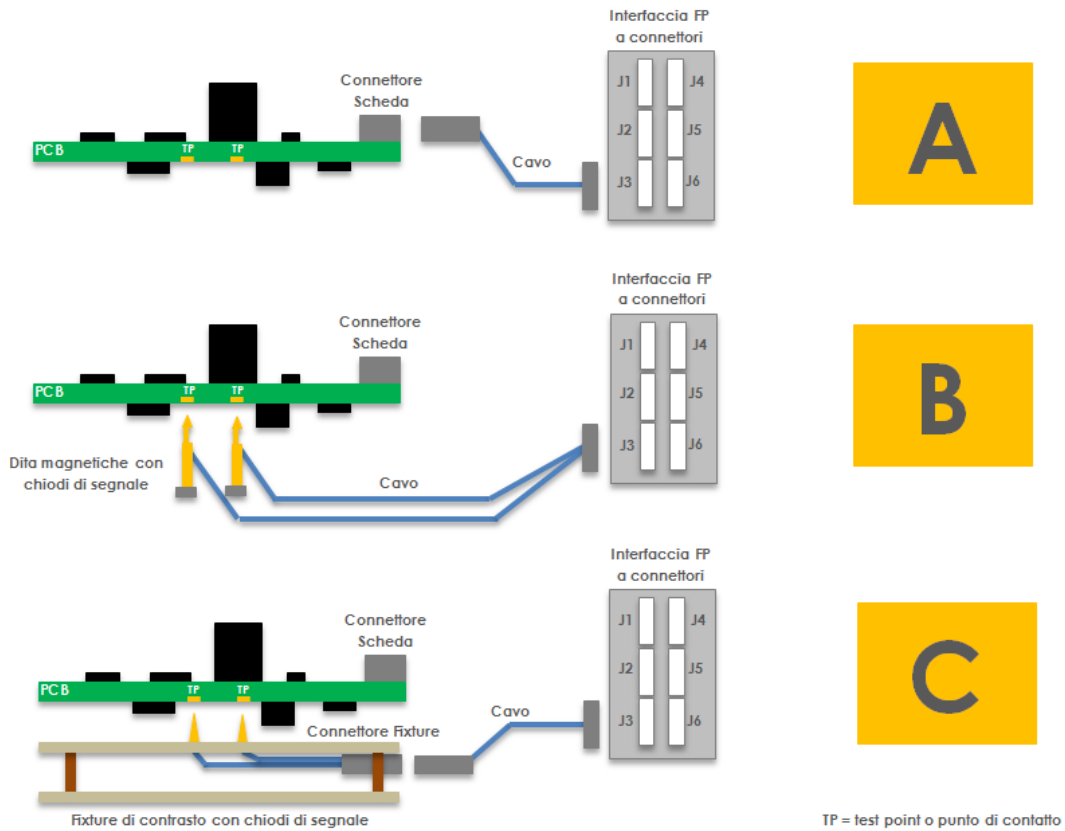 Interfaccia FP
a connettori
Connettore
Scheda
PCB
TP
TP
Cavo
J1
J4
J2
J5
J3
J6
A
Interfaccia FP
a connettori
Connettore
Scheda
PCB
TP
TP
Dita magnetiche con
chiodi di segnale
Cavo
J1
J4
J2
J5
J3
J6
B
Interfaccia FP
a connettori
Connettore
Scheda
PCB
TP
TP
Connettore Fixture
Cavo
J1
J4
J2
J5
J3
J6
C
Fixture di contrasto con chiodi di segnale
TP = test point o punto di contatto